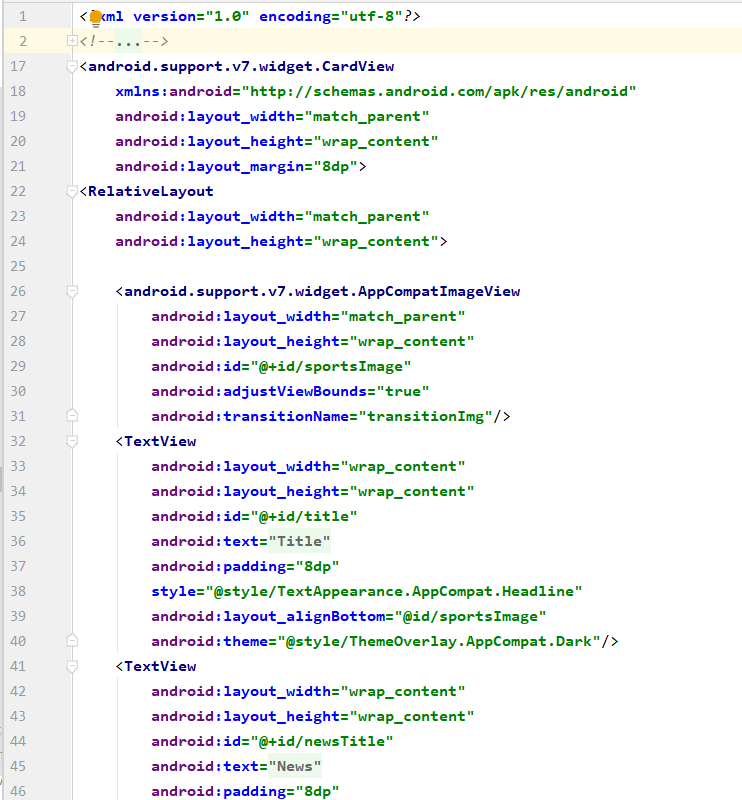 1 <?xml version="1.0" encoding="utf-8"?>
2 <!--...-->
17 <android.support.v7.widget.CardView
18     xmlns:android="http://schemas.android.com/apk/res/android"
19     android:layout_width="match_parent"
20     android:layout_height="wrap_content"
21     android:layout_margin="8dp">
22 <RelativeLayout
23     android:layout_width="match_parent"
24     android:layout_height="wrap_content">
25
26     <android.support.v7.widget.AppCompatImageView
27         android:layout_width="match_parent"
28         android:layout_height="wrap_content"
29         android:id="@+id/sportsImage"
30         android:adjustViewBounds="true"
31         android:transitionName="transitionImg"/>
32     <TextView
33         android:layout_width="wrap_content"
34         android:layout_height="wrap_content"
35         android:id="@+id/title"
36         android:text="Title"
37         android:padding="8dp"
38         style="@style/TextAppearance.AppCompat.Headline"
39         android:layout_alignBottom="@id/sportsImage"
40         android:theme="@style/ThemeOverlay.AppCompat.Dark"/>
41     <TextView
42         android:layout_width="wrap_content"
43         android:layout_height="wrap_content"
44         android:id="@+id/newsTitle"
45         android:text="News"
46         android:padding="8dp"